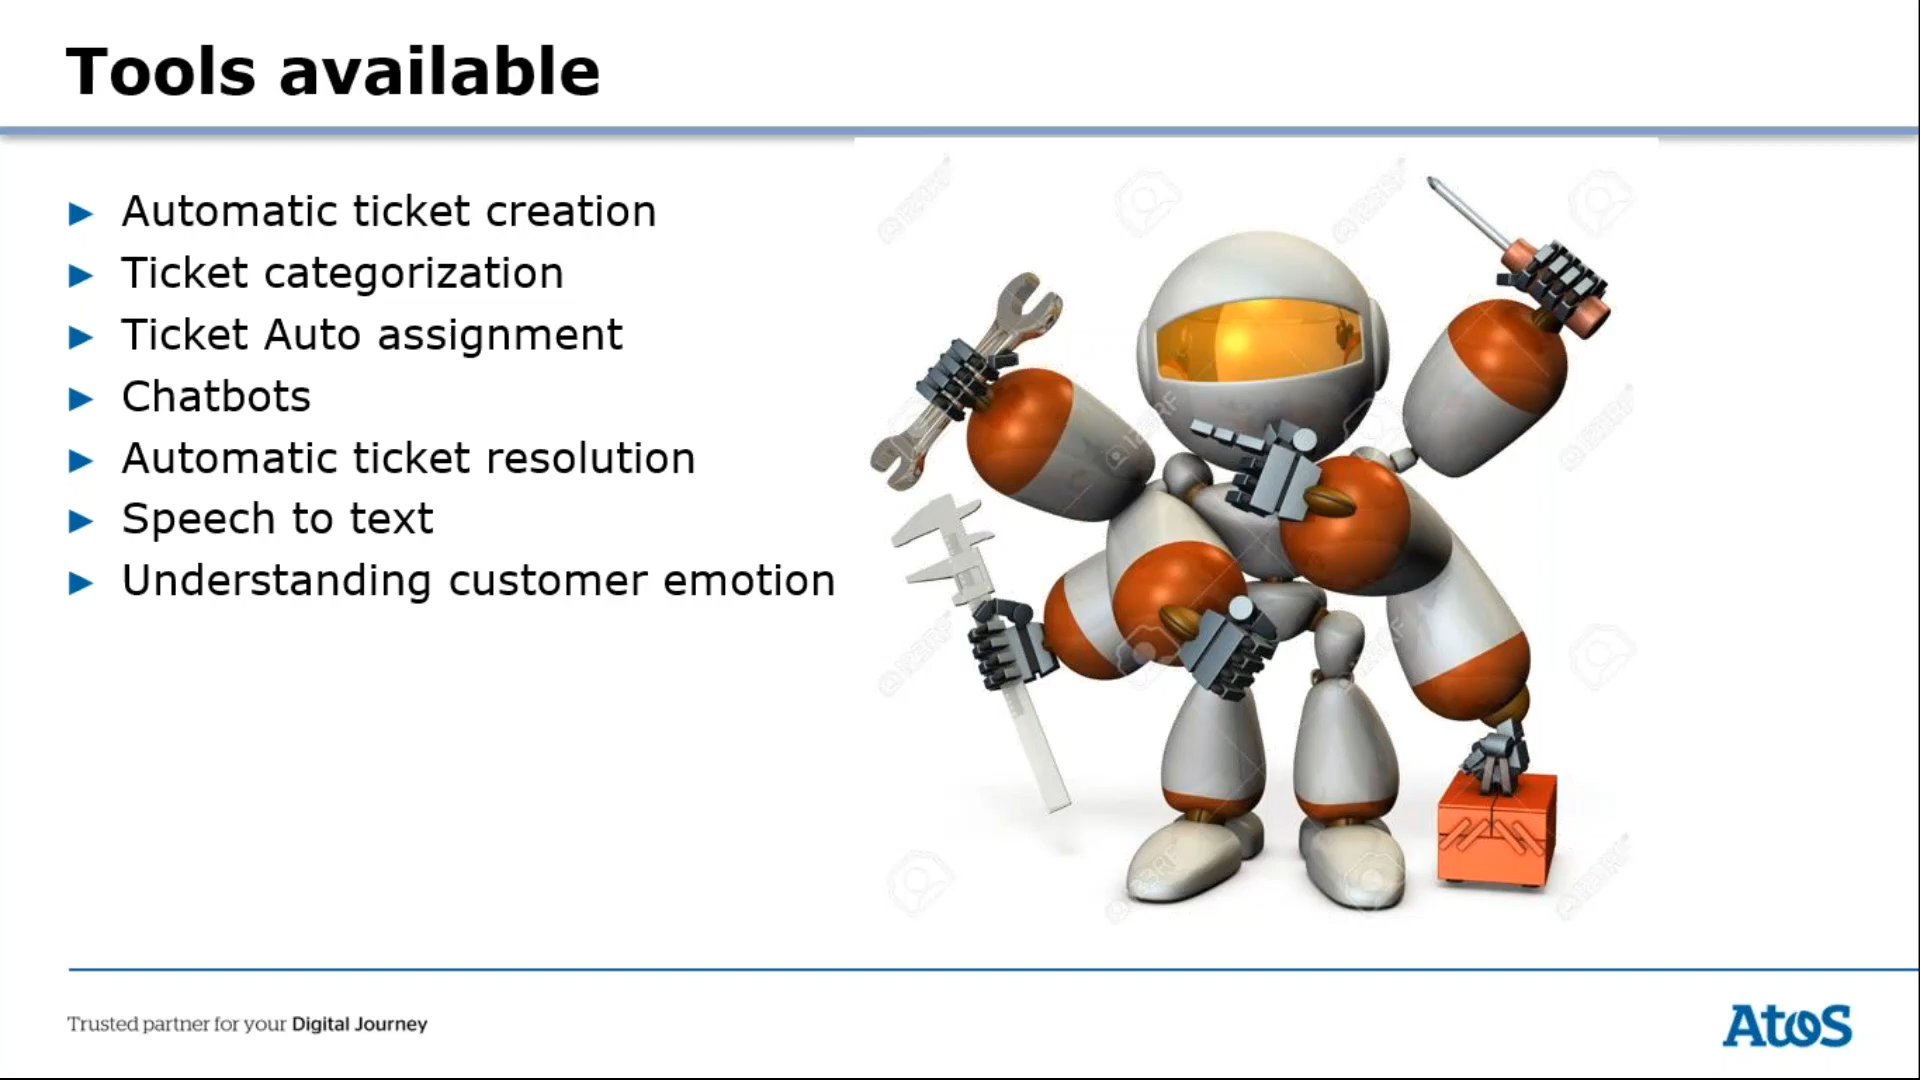 Tools available
Automatic ticket creation
Ticket categorization
Ticket Auto assignment
Chatbots
Automatic ticket resolution
Speech to text
Understanding customer emotion
123RF
Trusted partner for your Digital Journey
Atos